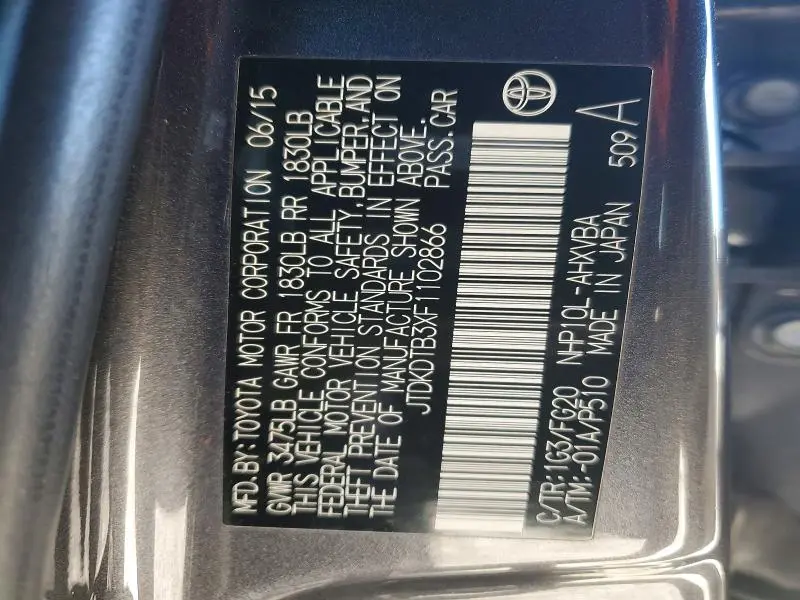 MFD.BY:TOYOTA MOTOR CORPORATION 06/15
GVWR 3475LB GAWR FR 1830LB RR 1830LB
THIS VEHICLE CONFORMS TO ALL APPLICABLE
FEDERAL MOTOR VEHICLE SAFETY,BUMPER,AND
THEFT PREVENTION STANDARDS IN EFFECT ON
THE DATE OF MANUFACTURE SHOWN ABOVE.
JTDKDTB3XF1102866 PASS.CAR
C/TR:1G3/FG20 NHP10L-AHXVBA
A/TM:-01A/P510 MADE IN JAPAN 509 A